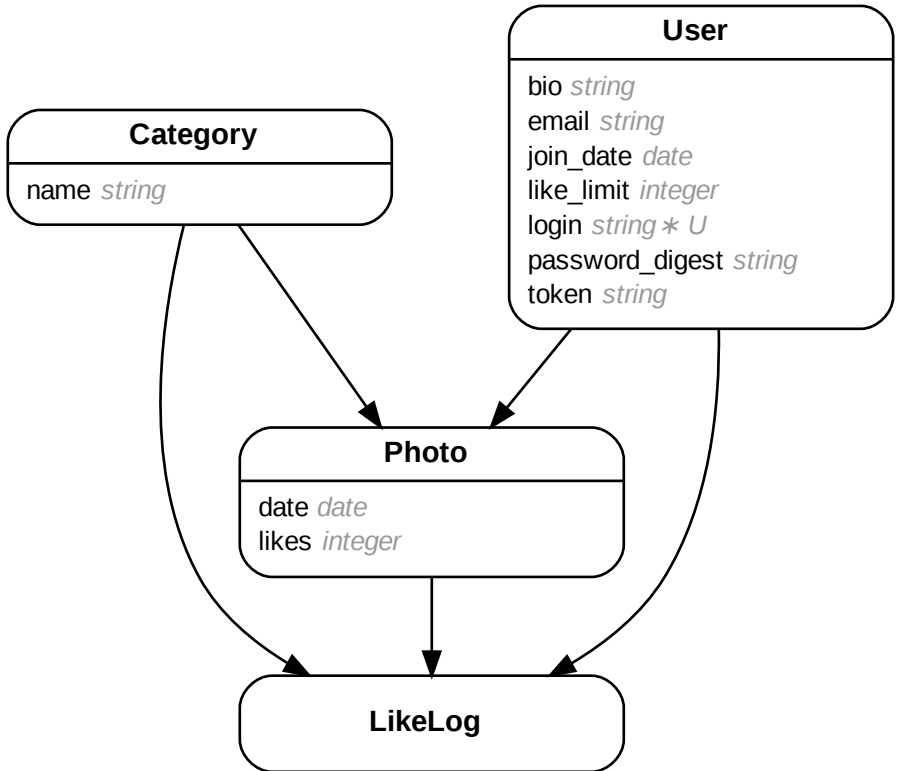 User
bio string
email string
join_date date
like_limit integer
login string ∗ U
password_digest string
token string
Category
name string
Photo
date date
likes integer
LikeLog